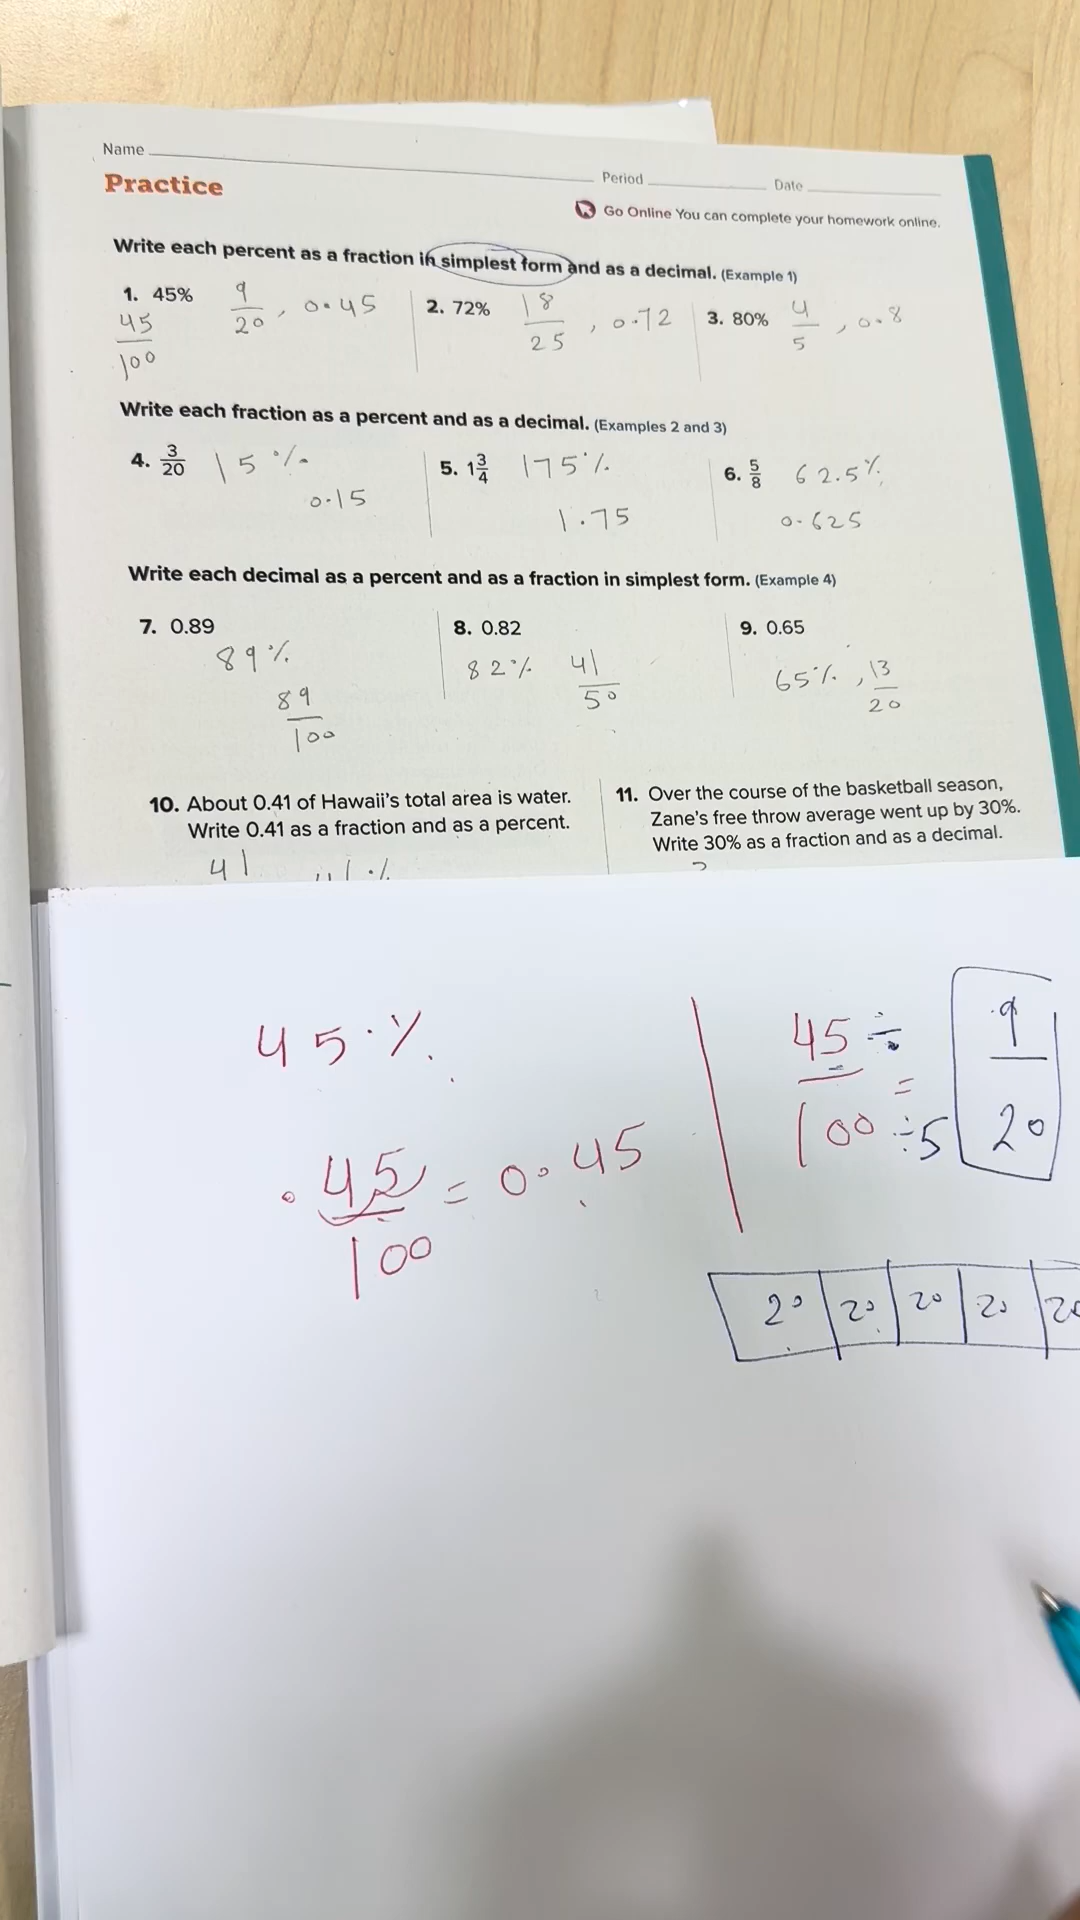 Name
Practice
Period
Date
Go Online You can complete your homework online.
Write each percent as a fraction in simplest form and as a decimal. (Example 1)
1. 45% 9/20 , 0.45
45/100
2. 72% 18/25 , 0.72
3. 80% 4/5 , 0.8
Write each fraction as a percent and as a decimal. (Examples 2 and 3)
4. 3/20 15%
0.15
5. 1 3/4 175%
1.75
6. 5/8 62.5%
0.625
Write each decimal as a percent and as a fraction in simplest form. (Example 4)
7. 0.89
89%
89/100
8. 0.82
82% 41/50
9. 0.65
65% , 13/20
10. About 0.41 of Hawaii's total area is water.
Write 0.41 as a fraction and as a percent.
41
11. Over the course of the basketball season,
Zane's free throw average went up by 30%.
Write 30% as a fraction and as a decimal.
45%
45/100 = 0.45
45 ÷ / 100 ÷5 = 9/20
20 20 20 20 20